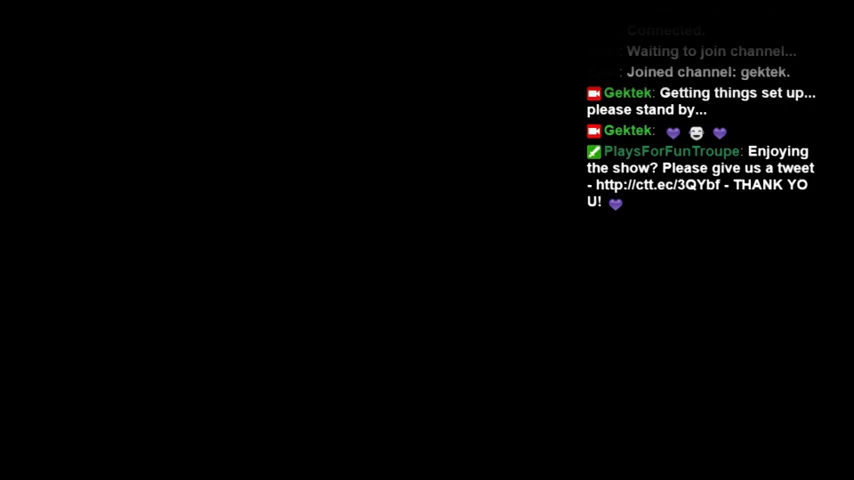 Connected.
: Waiting to join channel...
: Joined channel: gektek.
Gektek: Getting things set up...
please stand by...
Gektek:
PlaysForFunTroupe: Enjoying
the show? Please give us a tweet
- http://ctt.ec/3QYbf - THANK YO
U!